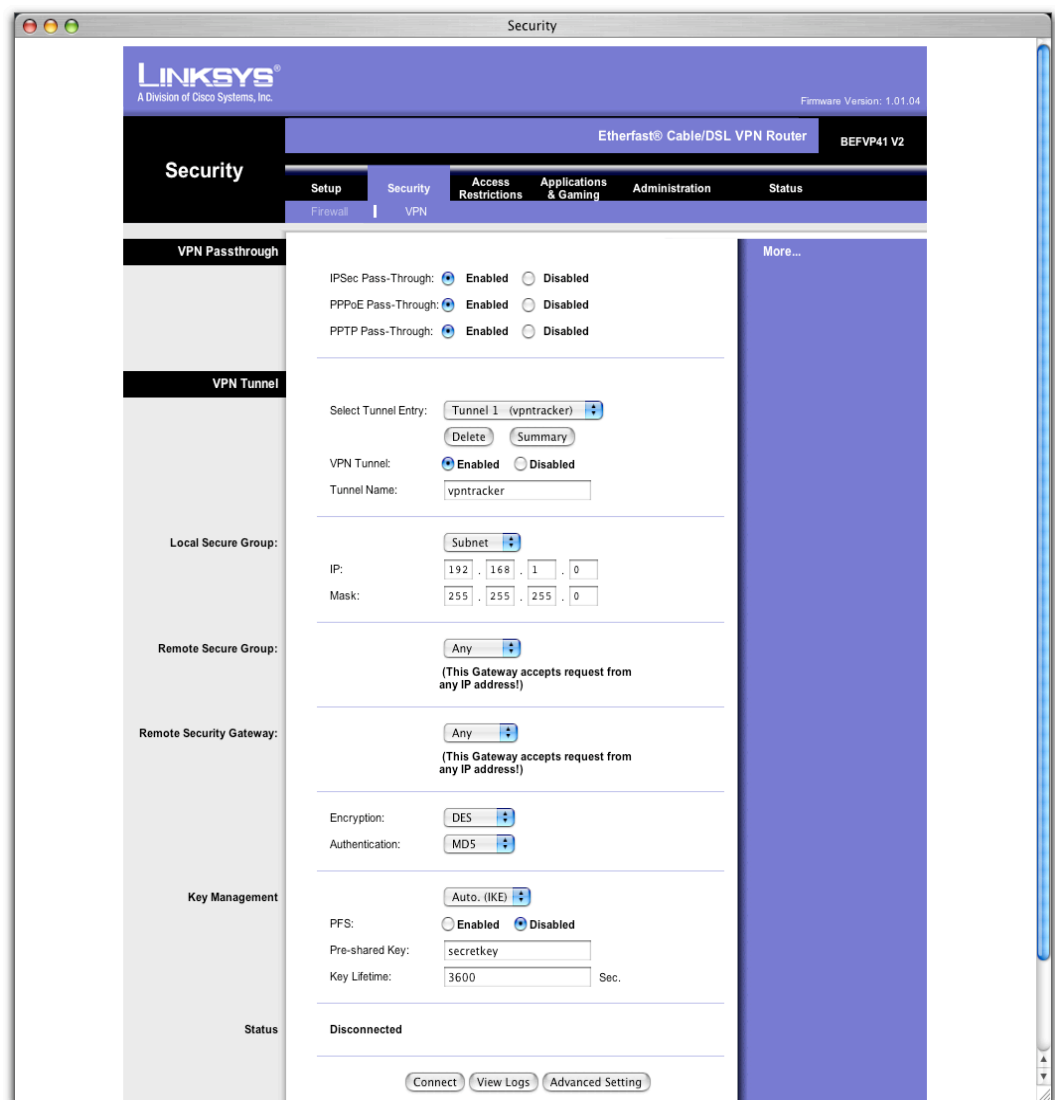 Security
LINKSYS®
A Division of Cisco Systems, Inc.
Firmware Version: 1.01.04
Etherfast® Cable/DSL VPN Router
BEFVP41 V2
Security
Setup Security Access Restrictions Applications & Gaming Administration Status
Firewall VPN
VPN Passthrough
More...
IPSec Pass-Through: Enabled Disabled
PPPoE Pass-Through: Enabled Disabled
PPTP Pass-Through: Enabled Disabled
VPN Tunnel
Select Tunnel Entry: Tunnel 1 (vpntracker)
Delete Summary
VPN Tunnel: Enabled Disabled
Tunnel Name: vpntracker
Local Secure Group: Subnet
IP: 192 . 168 . 1 . 0
Mask: 255 . 255 . 255 . 0
Remote Secure Group: Any
(This Gateway accepts request from
any IP address!)
Remote Security Gateway: Any
(This Gateway accepts request from
any IP address!)
Encryption: DES
Authentication: MD5
Key Management Auto. (IKE)
PFS: Enabled Disabled
Pre-shared Key: secretkey
Key Lifetime: 3600 Sec.
Status Disconnected
Connect View Logs Advanced Setting